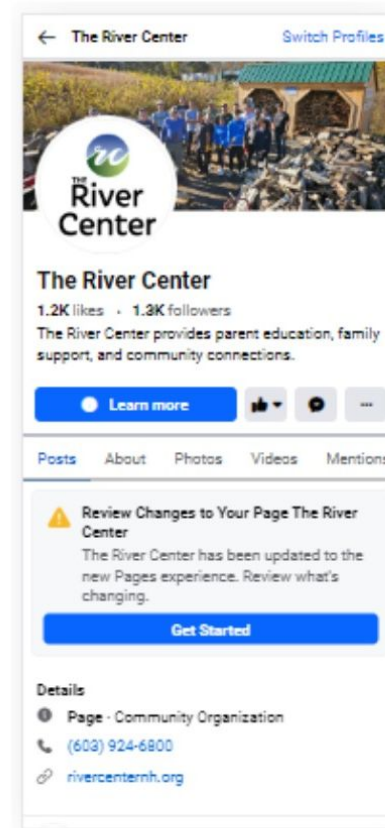 ← The River Center Switch Profiles
rc
THE
River
Center
The River Center
1.2K likes · 1.3K followers
The River Center provides parent education, family
support, and community connections.
Learn more
Posts About Photos Videos Mentions
Review Changes to Your Page The River
Center
The River Center has been updated to the
new Pages experience. Review what's
changing.
Get Started
Details
Page · Community Organization
(603) 924-6800
rivercenternh.org